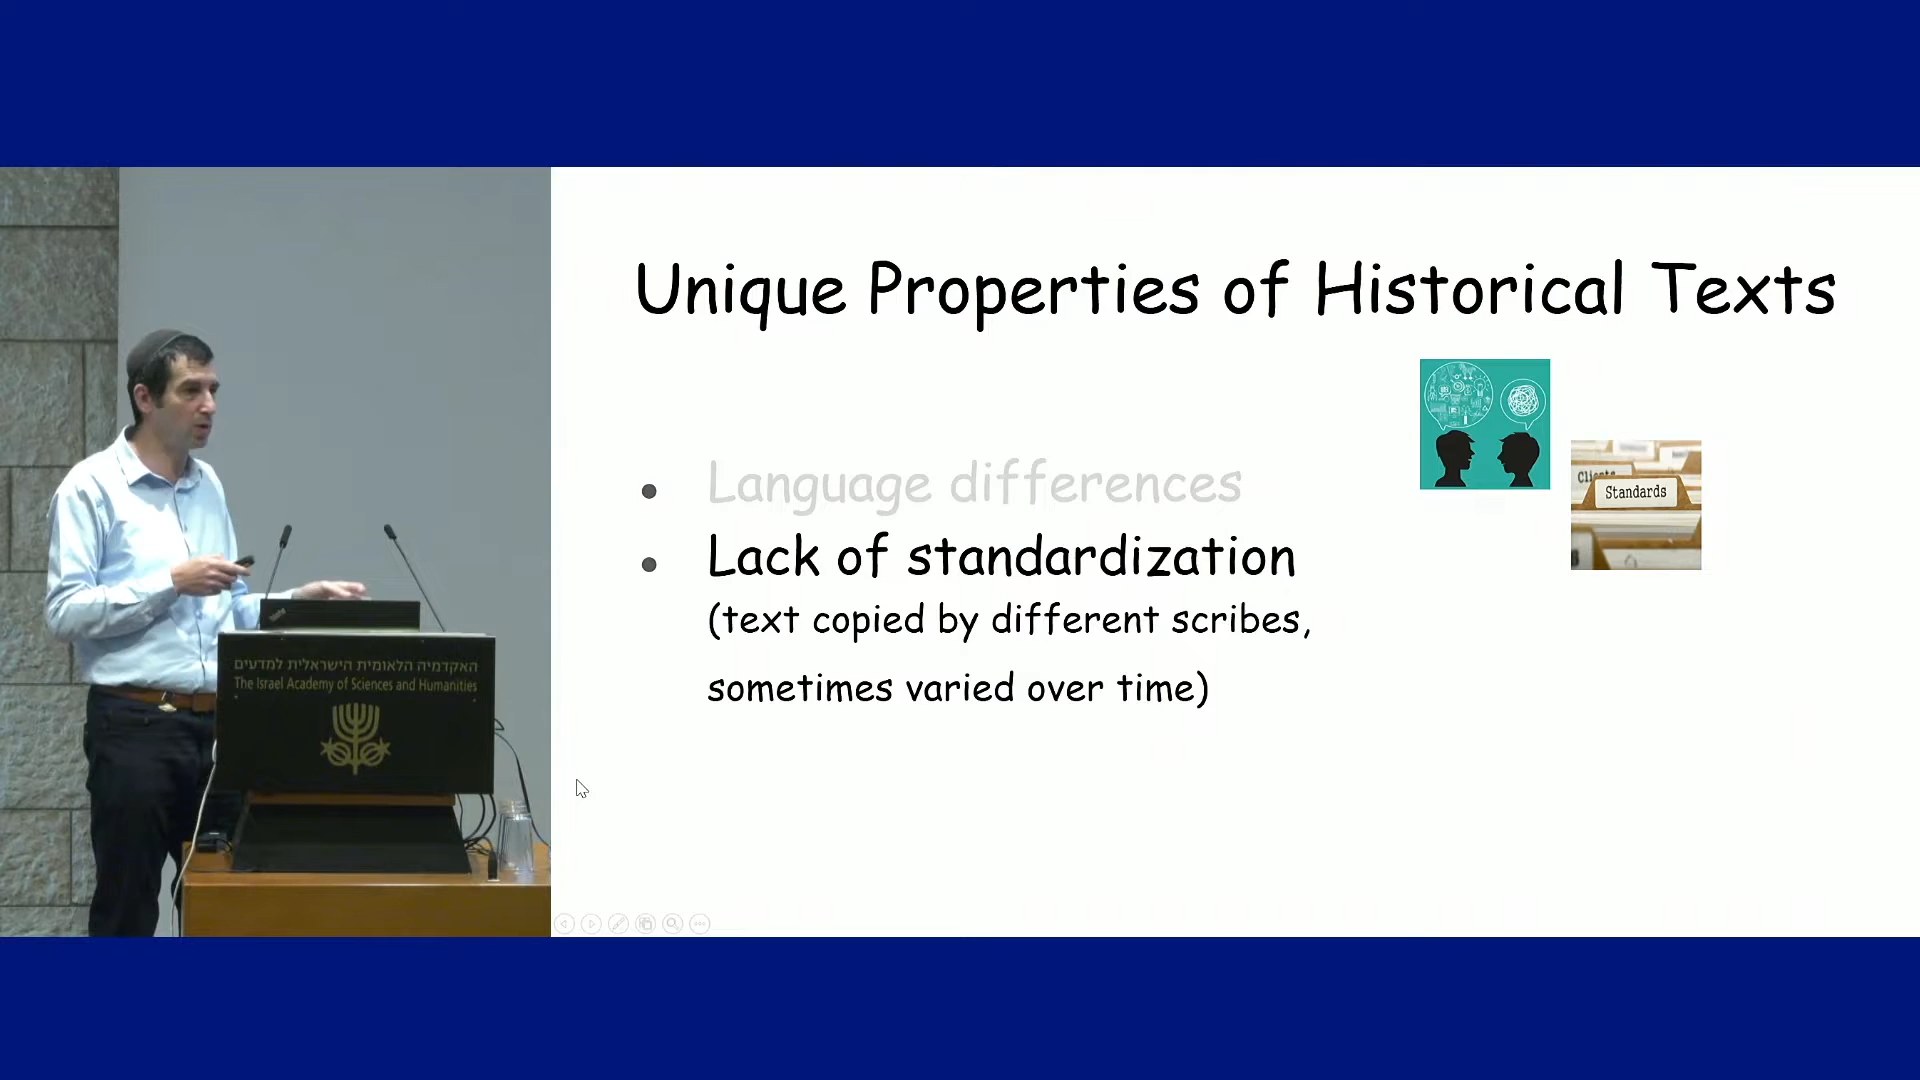 Unique Properties of Historical Texts
Language differences
Lack of standardization
(text copied by different scribes,
sometimes varied over time)
Standards
האקדמיה הלאומית הישראלית למדעים
The Israel Academy of Sciences and Humanities